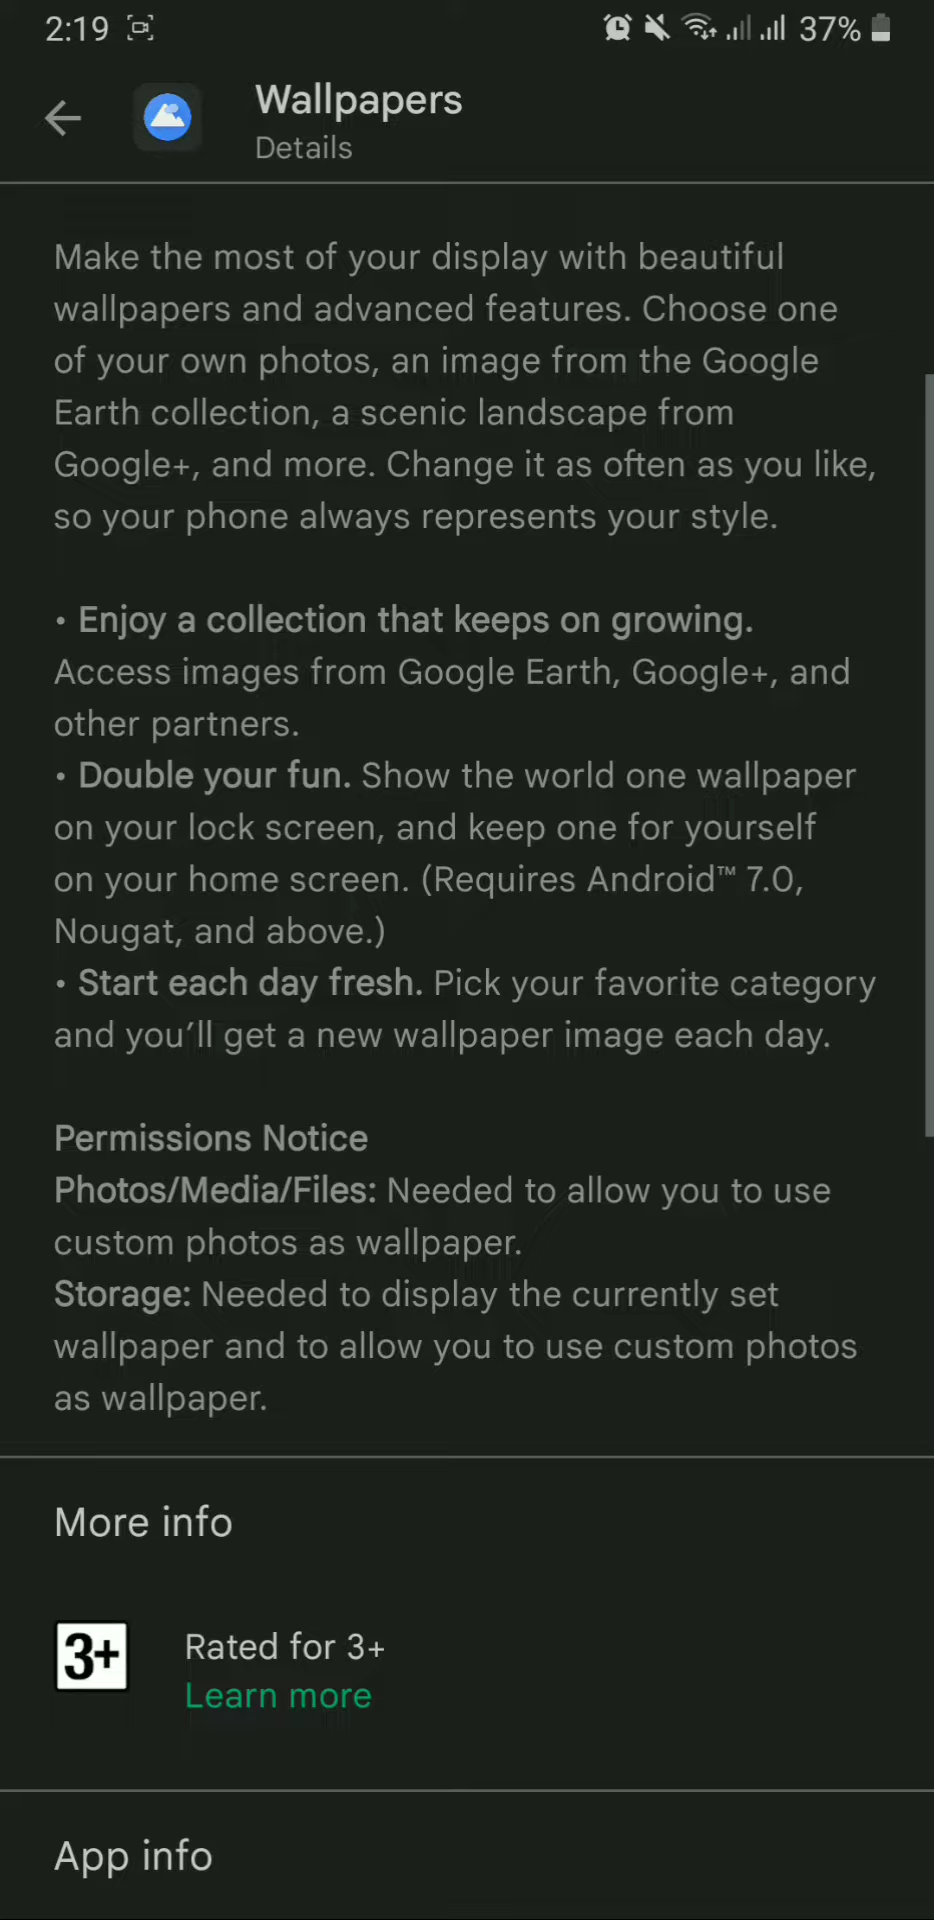 2:19 37%
Wallpapers
Details
Make the most of your display with beautiful
wallpapers and advanced features. Choose one
of your own photos, an image from the Google
Earth collection, a scenic landscape from
Google+, and more. Change it as often as you like,
so your phone always represents your style.
• Enjoy a collection that keeps on growing.
Access images from Google Earth, Google+, and
other partners.
• Double your fun. Show the world one wallpaper
on your lock screen, and keep one for yourself
on your home screen. (Requires Android™ 7.0,
Nougat, and above.)
• Start each day fresh. Pick your favorite category
and you’ll get a new wallpaper image each day.
Permissions Notice
Photos/Media/Files: Needed to allow you to use
custom photos as wallpaper.
Storage: Needed to display the currently set
wallpaper and to allow you to use custom photos
as wallpaper.
More info
3+ Rated for 3+
Learn more
App info